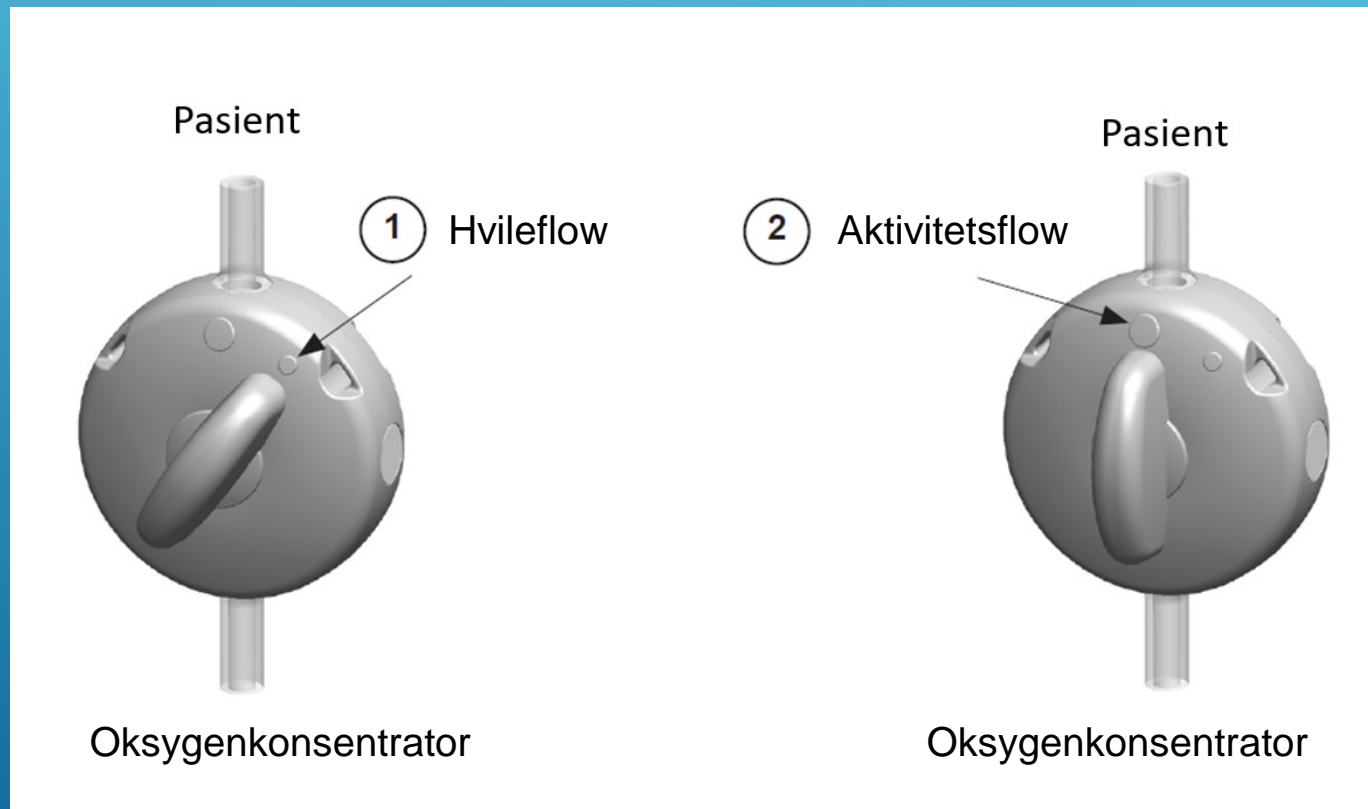 Pasient
1 Hvileflow
Oksygenkonsentrator
Pasient
2 Aktivitetsflow
Oksygenkonsentrator